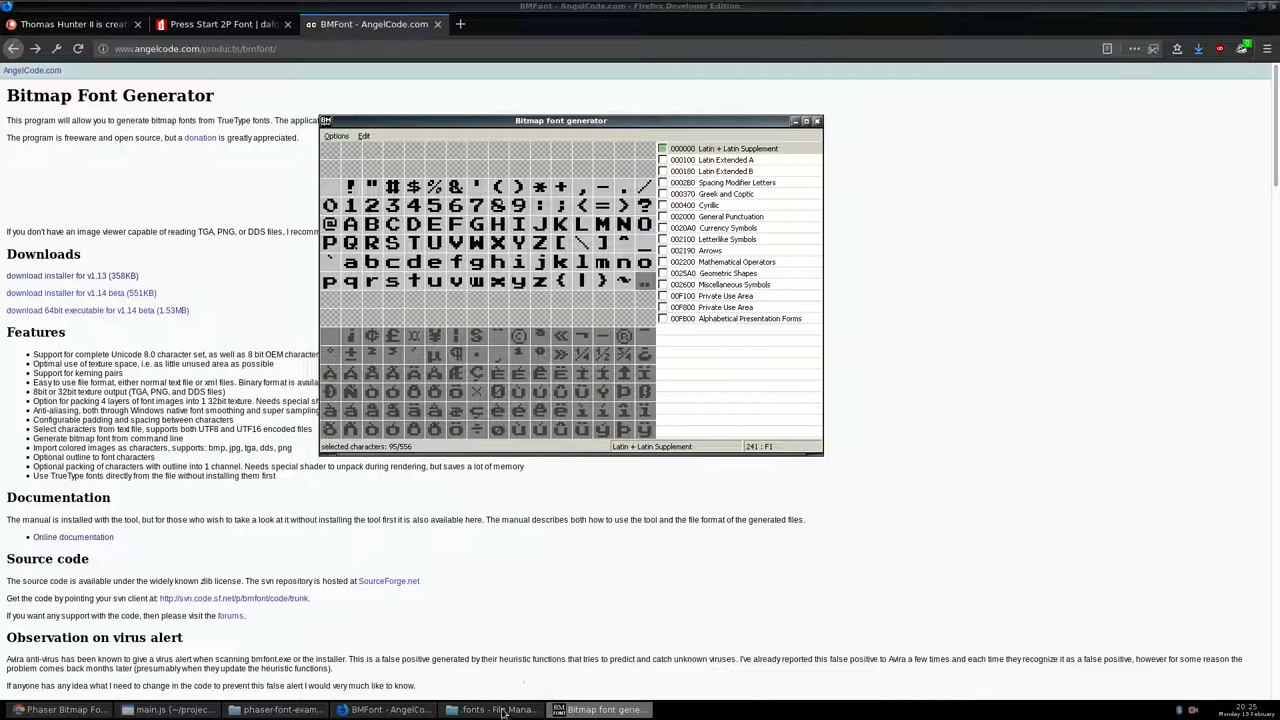 BMFont - AngelCode.com - Firefox Developer Edition
Thomas Hunter II is creat
Press Start 2P Font | dafo
BMFont - AngelCode.com
www.angelcode.com/products/bmfont/
AngelCode.com
Bitmap Font Generator
This program will allow you to generate bitmap fonts from TrueType fonts. The applica
The program is freeware and open source, but a donation is greatly appreciated.
If you don't have an image viewer capable of reading TGA, PNG, or DDS files, I recom
Downloads
download installer for v1.13 (358KB)
download installer for v1.14 beta (551KB)
download 64bit executable for v1.14 beta (1.53MB)
Features
Support for complete Unicode 8.0 character set, as well as 8 bit OEM character
Optimal use of texture space, i.e. as little unused area as possible
Support for kerning pairs
Easy to use file format, either normal text file or xml files. Binary format is availa
8bit or 32bit texture output (TGA, PNG, and DDS files)
Option for packing 4 layers of font images into 1 32bit texture. Needs special s
Anti-aliasing, both through Windows native font smoothing and super sampling
Configurable padding and spacing between characters
Select characters from text file, supports both UTF8 and UTF16 encoded files
Generate bitmap font from command line
Import colored images as characters, supports: bmp, jpg, tga, dds, png
Optional outline to font characters
Optional packing of characters with outline into 1 channel. Needs special shader to unpack during rendering, but saves a lot of memory
Use TrueType fonts directly from the file without installing them first
Documentation
The manual is installed with the tool, but for those who wish to take a look at it without installing the tool first it is also available here. The manual describes both how to use the tool and the file format of the generated files.
Online documentation
Source code
The source code is available under the widely known zlib license. The svn repository is hosted at SourceForge.net
Get the code by pointing your svn client at: http://svn.code.sf.net/p/bmfont/code/trunk.
If you want any support with the code, then please visit the forums.
Observation on virus alert
Avira anti-virus has been known to give a virus alert when scanning bmfont.exe or the installer. This is a false positive generated by their heuristic functions that tries to predict and catch unknown viruses. I've already reported this false positive to Avira a few times and each time they recognize it as a false positive, however for some reason the
problem comes back months later (presumably when they update the heuristic functions).
If anyone has any idea what I need to change in the code to prevent this false alert I would very much like to know.
Bitmap font generator
Options Edit
! " # $ % & ' ( ) * + , - . /
0 1 2 3 4 5 6 7 8 9 : ; < = > ?
@ A B C D E F G H I J K L M N O
P Q R S T U V W X Y Z [ \ ] ^ _
` a b c d e f g h i j k l m n o
p q r s t u v w x y z { | } ~
000000 Latin + Latin Supplement
000100 Latin Extended A
000180 Latin Extended B
0002B0 Spacing Modifier Letters
000370 Greek and Coptic
000400 Cyrillic
002000 General Punctuation
0020A0 Currency Symbols
002100 Letterlike Symbols
002190 Arrows
002200 Mathematical Operators
0025A0 Geometric Shapes
002600 Miscellaneous Symbols
00F100 Private Use Area
00F800 Private Use Area
00FB00 Alphabetical Presentation Forms
selected characters: 95/556
Latin + Latin Supplement
241 : F1
Phaser Bitmap Fo...
main.js (~/projec...
phaser-font-exam...
BMFont - AngelCo...
.fonts - File Mana...
Bitmap font gene...
20:25
Monday 19 February